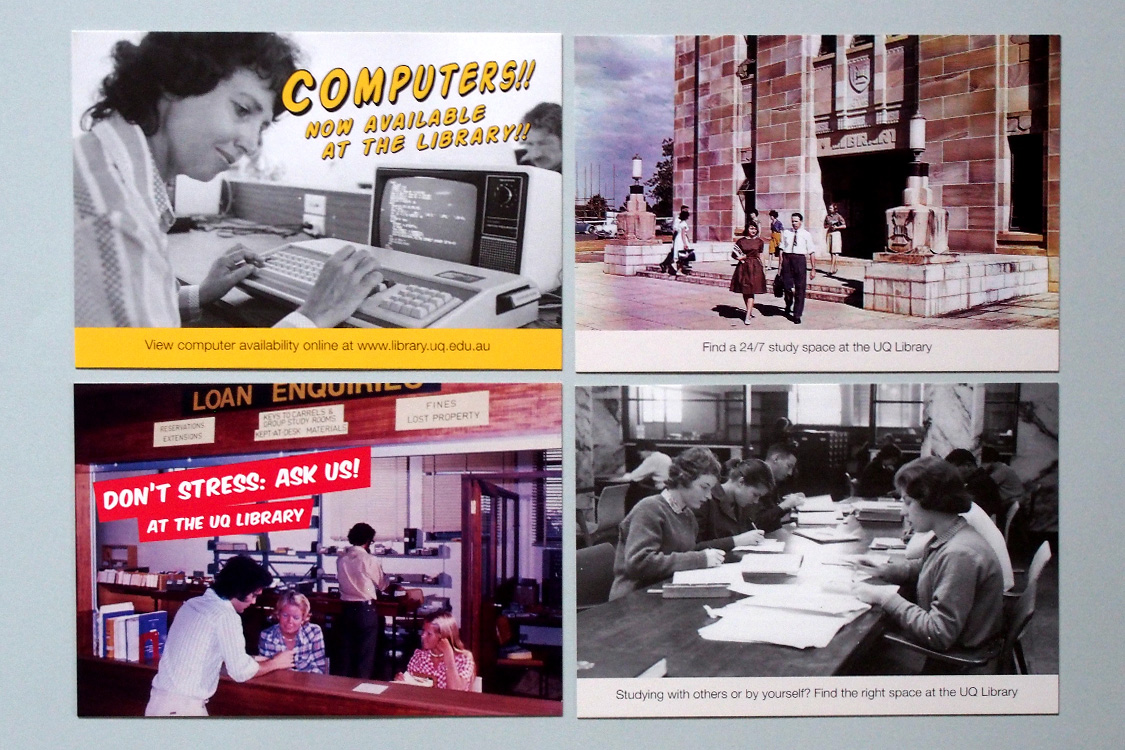 COMPUTERS!!
NOW AVAILABLE
AT THE LIBRARY!!
View computer availability online at www.library.uq.edu.au
LIBRARY
Find a 24/7 study space at the UQ Library
LOAN ENQUIRIES
RESERVATIONS
EXTENSIONS
KEYS TO CARRELS &
GROUP STUDY ROOMS
KEPT-AT-DESK MATERIALS
FINES
LOST PROPERTY
DON'T STRESS: ASK US!
AT THE UQ LIBRARY
Studying with others or by yourself? Find the right space at the UQ Library